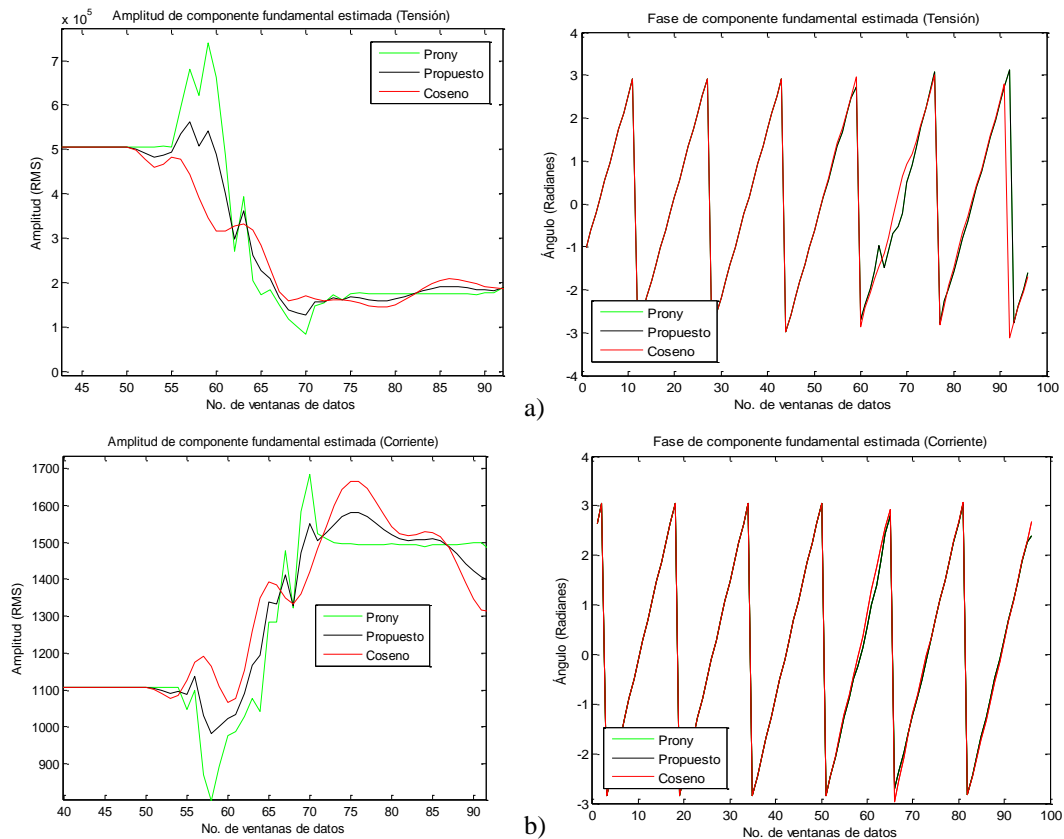 Amplitud de componente fundamental estimada (Tensión)
x 10⁵
Amplitud (RMS)
7
6
5
4
3
2
1
0
45 50 55 60 65 70 75 80 85 90
No. de ventanas de datos
Prony
Propuesto
Coseno
Fase de componente fundamental estimada (Tensión)
Ángulo (Radianes)
4
3
2
1
0
-1
-2
-3
-4
0 10 20 30 40 50 60 70 80 90 100
No. de ventanas de datos
Prony
Propuesto
Coseno
a)
Amplitud de componente fundamental estimada (Corriente)
Amplitud (RMS)
1700
1600
1500
1400
1300
1200
1100
1000
900
40 45 50 55 60 65 70 75 80 85 90
No. de ventanas de datos
Prony
Propuesto
Coseno
Fase de componente fundamental estimada (Corriente)
Ángulo (Radianes)
4
3
2
1
0
-1
-2
-3
0 10 20 30 40 50 60 70 80 90 100
No. de ventanas de datos
Prony
Propuesto
Coseno
b)